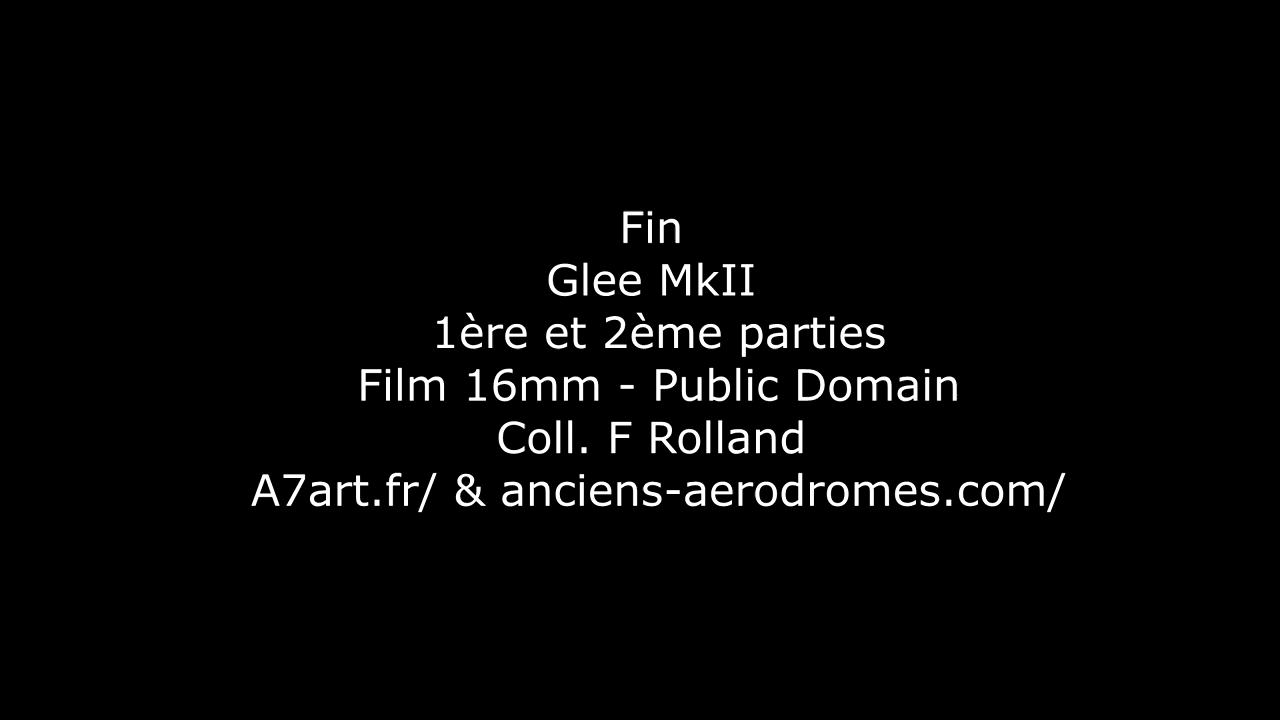 Fin
Glee MkII
1ère et 2ème parties
Film 16mm - Public Domain
Coll. F Rolland
A7art.fr/ & anciens-aerodromes.com/